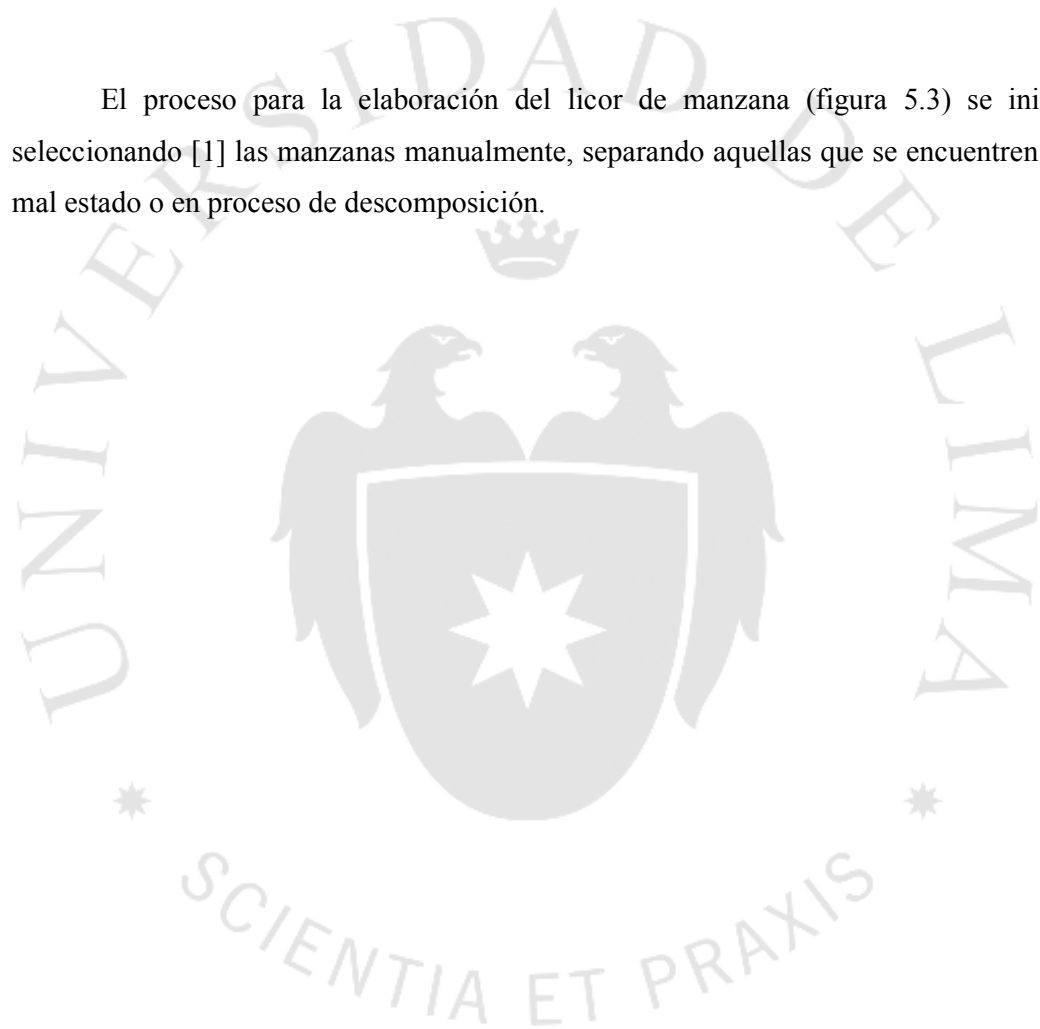 El proceso para la elaboración del licor de manzana (figura 5.3) se ini
seleccionando [1] las manzanas manualmente, separando aquellas que se encuentren
mal estado o en proceso de descomposición.
UNIVERSIDAD DE LIMA
SCIENTIA ET PRAXIS